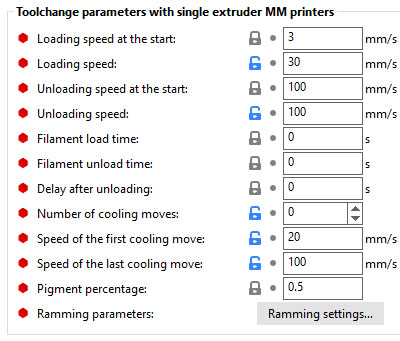 Toolchange parameters with single extruder MM printers
Loading speed at the start: 3 mm/s
Loading speed: 30 mm/s
Unloading speed at the start: 100 mm/s
Unloading speed: 100 mm/s
Filament load time: 0 s
Filament unload time: 0 s
Delay after unloading: 0 s
Number of cooling moves: 0
Speed of the first cooling move: 20 mm/s
Speed of the last cooling move: 100 mm/s
Pigment percentage: 0.5
Ramming parameters: Ramming settings...